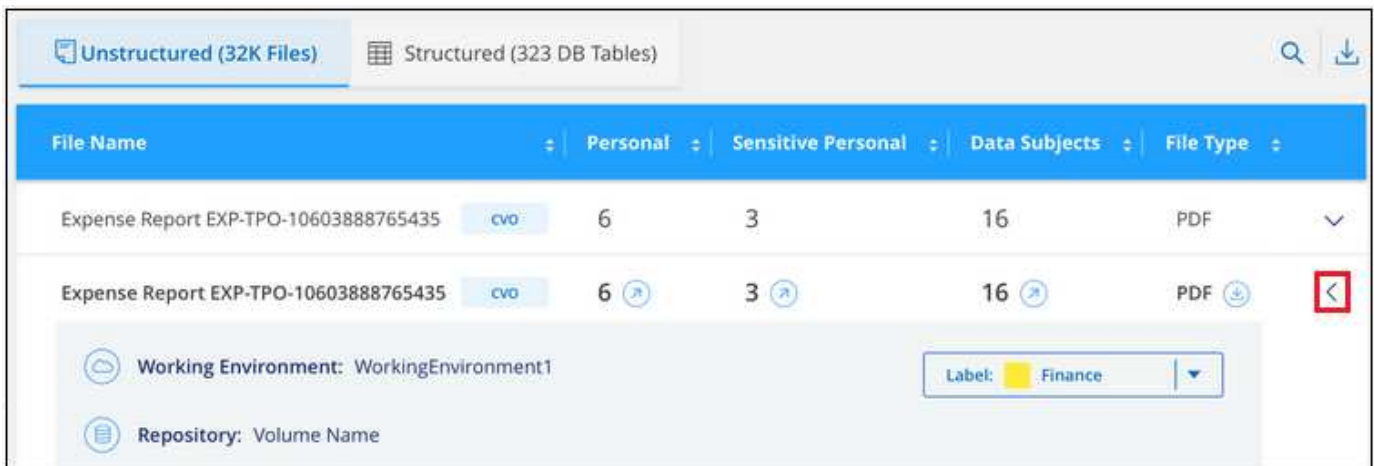 Unstructured (32K Files) Structured (323 DB Tables)
File Name Personal Sensitive Personal Data Subjects File Type
Expense Report EXP-TPO-10603888765435 CVO 6 3 16 PDF
Expense Report EXP-TPO-10603888765435 CVO 6 3 16 PDF
Working Environment: WorkingEnvironment1 Label: Finance
Repository: Volume Name